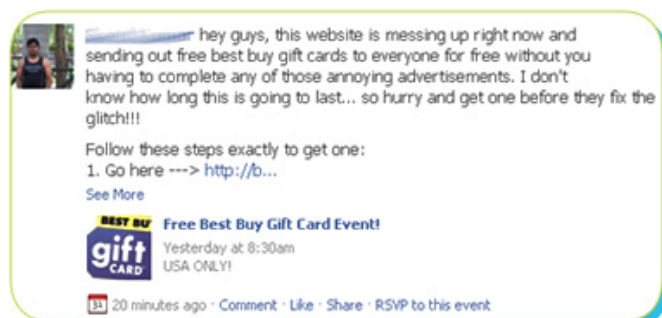 hey guys, this website is messing up right now and
sending out free best buy gift cards to everyone for free without you
having to complete any of those annoying advertisements. I don't
know how long this is going to last... so hurry and get one before they fix the
glitch!!!
Follow these steps exactly to get one:
1. Go here ---> http://b...
See More
BEST BU
gift
CARD
Free Best Buy Gift Card Event!
Yesterday at 8:30am
USA ONLY!
31 20 minutes ago · Comment · Like · Share · RSVP to this event